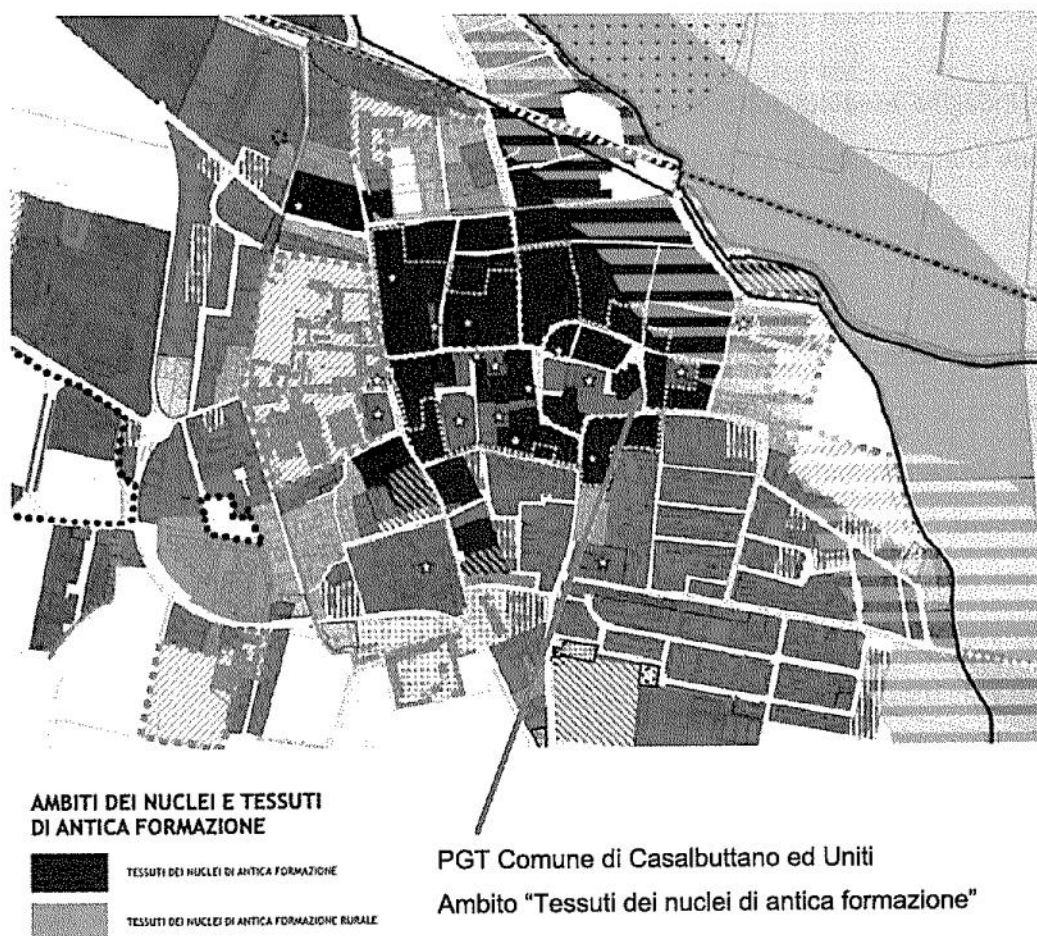 AMBITI DEI NUCLEI E TESSUTI
DI ANTICA FORMAZIONE
TESSUTI DEI NUCLEI DI ANTICA FORMAZIONE
TESSUTI DEI NUCLEI DI ANTICA FORMAZIONE RURALE
PGT Comune di Casalbuttano ed Uniti
Ambito “Tessuti dei nuclei di antica formazione”